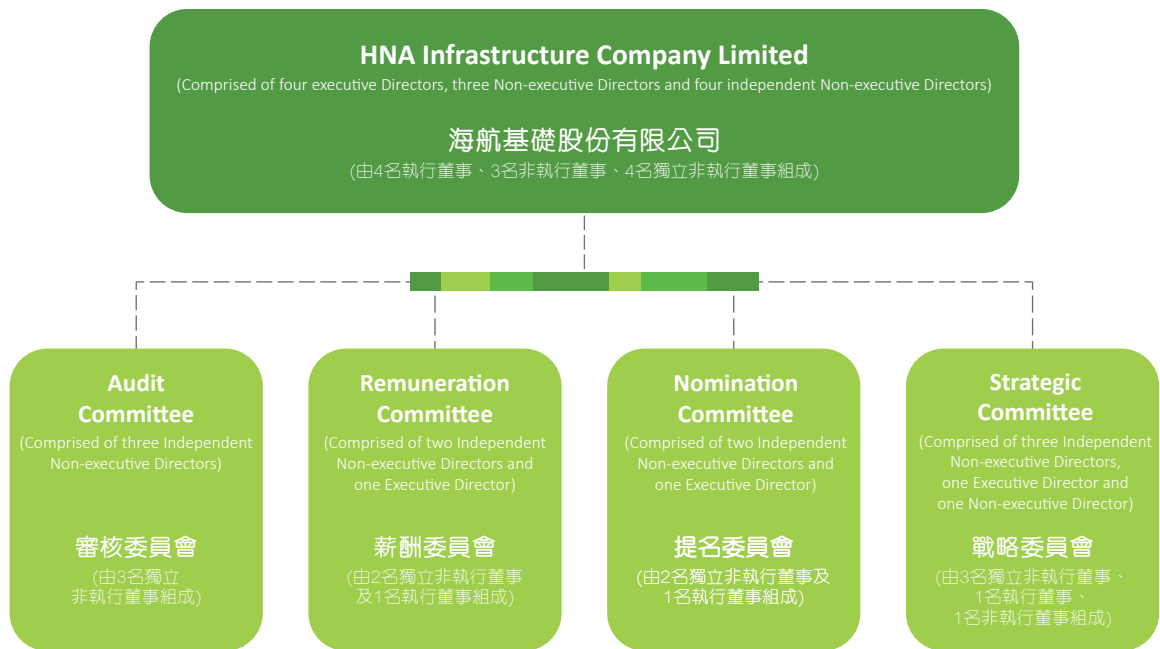 HNA Infrastructure Company Limited
(Comprised of four executive Directors, three Non-executive Directors and four independent Non-executive Directors)
海航基礎股份有限公司
(由4名執行董事、3名非執行董事、4名獨立非執行董事組成)
Audit
Committee
(Comprised of three Independent
Non-executive Directors)
審核委員會
(由3名獨立
非執行董事組成)
Remuneration
Committee
(Comprised of two Independent
Non-executive Directors and
one Executive Director)
薪酬委員會
(由2名獨立非執行董事
及1名執行董事組成)
Nomination
Committee
(Comprised of two Independent
Non-executive Directors and
one Executive Director)
提名委員會
(由2名獨立非執行董事及
1名執行董事組成)
Strategic
Committee
(Comprised of three Independent
Non-executive Directors,
one Executive Director and
one Non-executive Director)
戰略委員會
(由3名獨立非執行董事、
1名執行董事、
1名非執行董事組成)